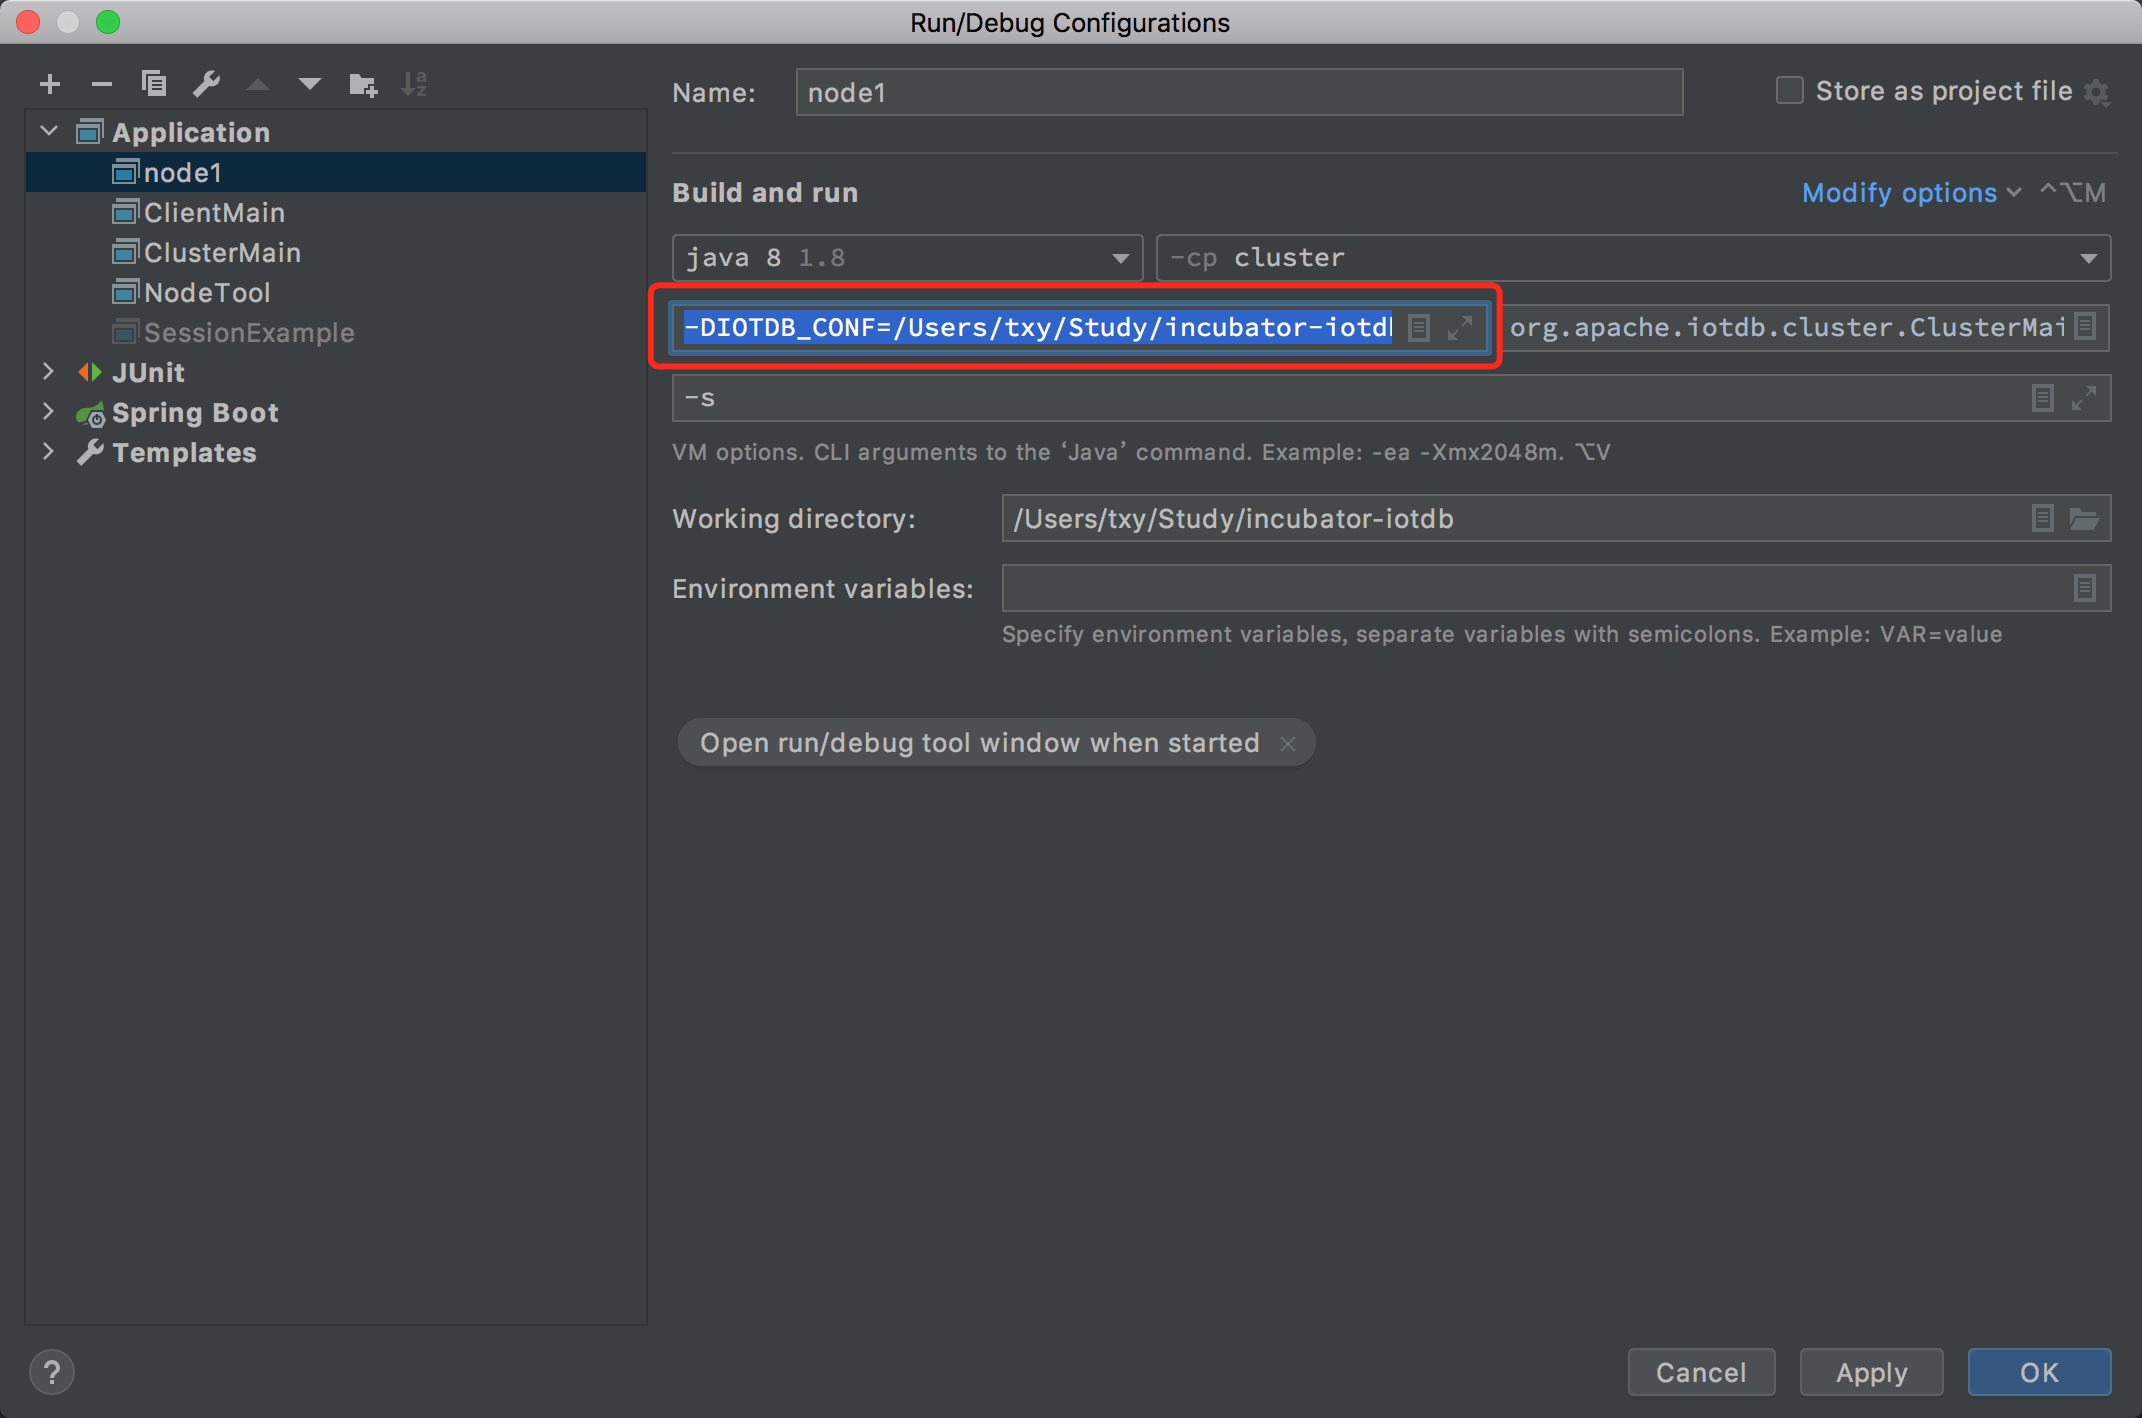 Run/Debug Configurations
Application
node1
ClientMain
ClusterMain
NodeTool
SessionExample
JUnit
Spring Boot
Templates
Name: node1
Store as project file
Build and run
Modify options ^⌥M
java 8 1.8
-cp cluster
-DIOTDB_CONF=/Users/txy/Study/incubator-iotdb
org.apache.iotdb.cluster.ClusterMai
-s
VM options. CLI arguments to the ‘Java’ command. Example: -ea -Xmx2048m. ⌥V
Working directory: /Users/txy/Study/incubator-iotdb
Environment variables:
Specify environment variables, separate variables with semicolons. Example: VAR=value
Open run/debug tool window when started
?
Cancel
Apply
OK